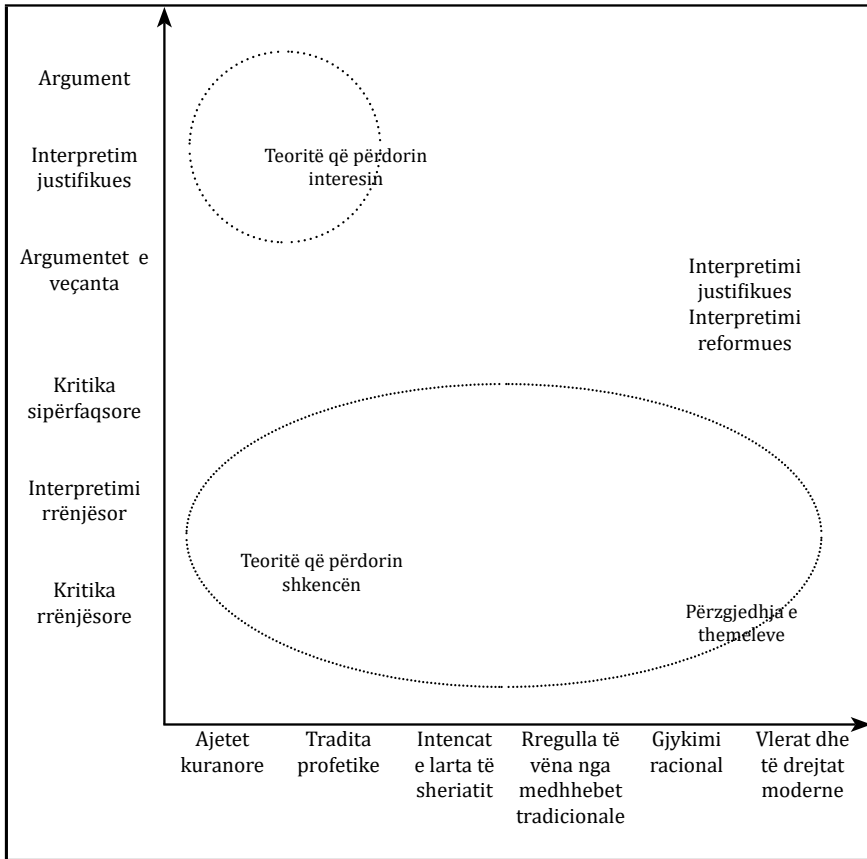 Argument
Interpretim
justifikues
Argumentet e
veçanta
Kritika
sipërfaqsore
Interpretimi
rrënjësor
Kritika
rrënjësore
Teoritë që përdorin
interesin
Interpretimi
justifikues
Interpretimi
reformues
Teoritë që përdorin
shkencën
Përzgjedhja e
themeleve
Ajetet
kuranore
Tradita
profetike
Intencat
e larta të
sheriatit
Rregulla të
vëna nga
medhhebet
tradicionale
Gjykimi
racional
Vlerat dhe
të drejtat
moderne